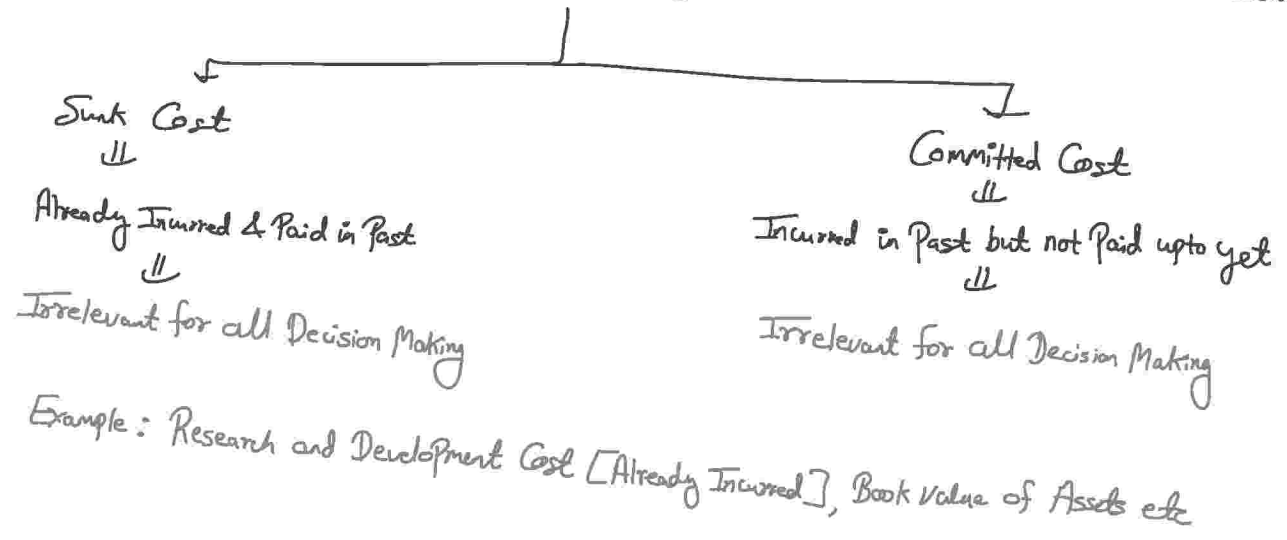 Sunk Cost
Already Incurred & Paid in Past
Irrelevant for all Decision Making
Committed Cost
Incurred in Past but not Paid upto yet
Irrelevant for all Decision Making
Example: Research and Development Cost [Already Incurred], Book Value of Assets etc